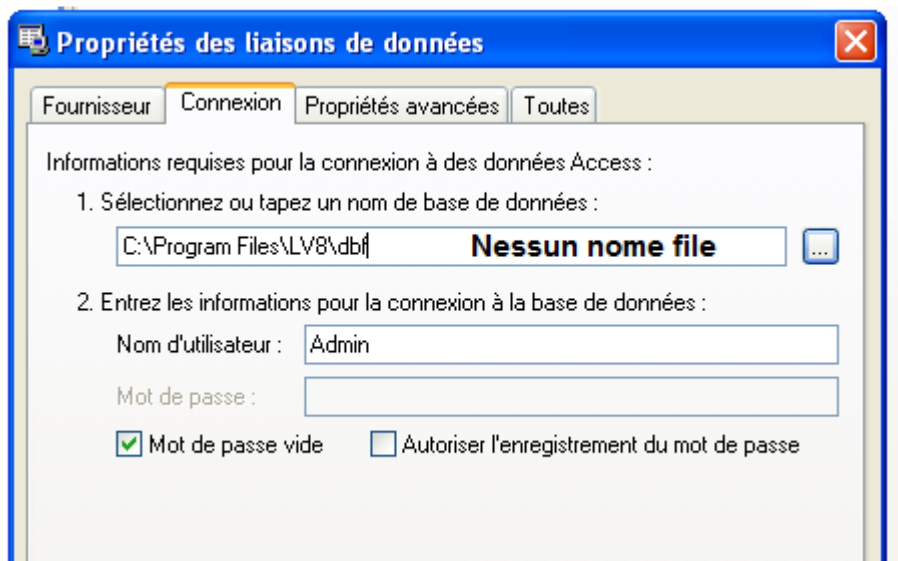 Propriétés des liaisons de données
Fournisseur Connexion Propriétés avancées Toutes
Informations requises pour la connexion à des données Access :
1. Sélectionnez ou tapez un nom de base de données :
C:\Program Files\LV8\dbf Nessun nome file ...
2. Entrez les informations pour la connexion à la base de données :
Nom d'utilisateur : Admin
Mot de passe :
Mot de passe vide Autoriser l'enregistrement du mot de passe